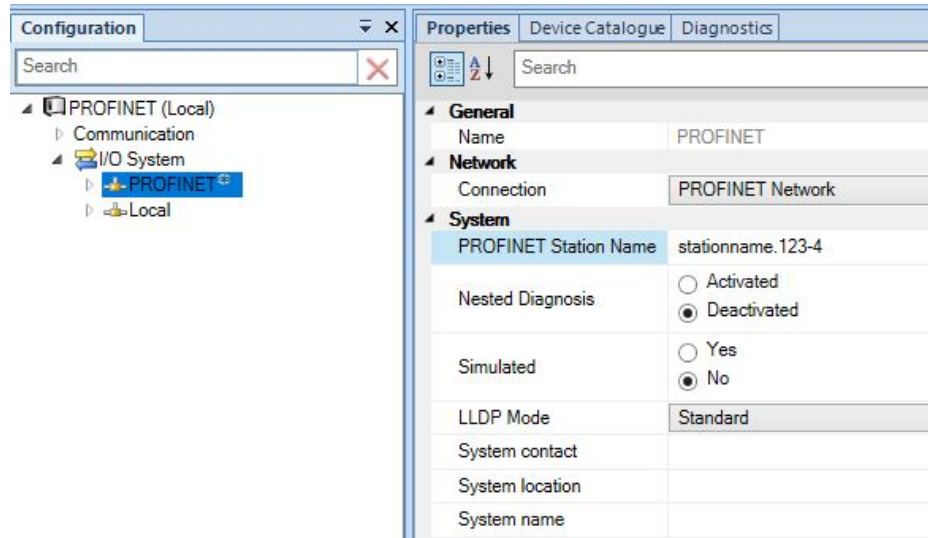 Configuration
Search
PROFINET (Local)
Communication
I/O System
PROFINET
Local
Properties Device Catalogue Diagnostics
Search
General
Name PROFINET
Network
Connection PROFINET Network
System
PROFINET Station Name stationname.123-4
Nested Diagnosis
Activated
Deactivated
Simulated
Yes
No
LLDP Mode Standard
System contact
System location
System name